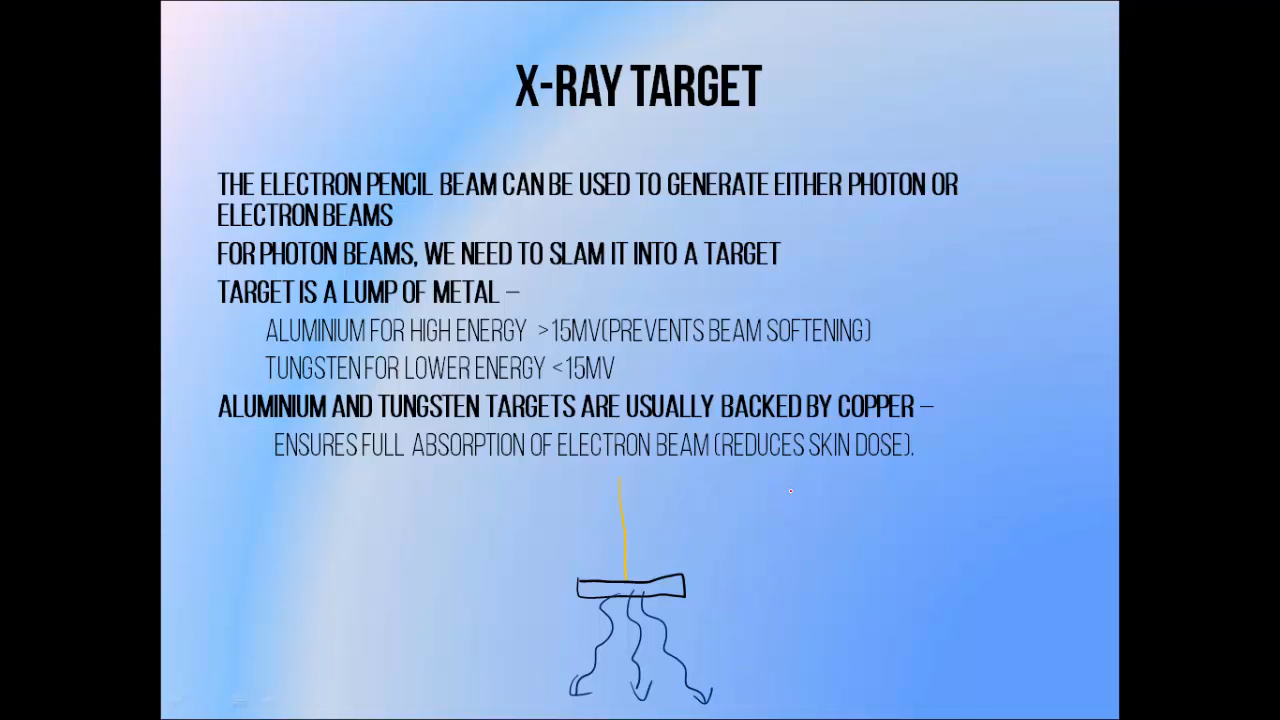 X-RAY TARGET
THE ELECTRON PENCIL BEAM CAN BE USED TO GENERATE EITHER PHOTON OR
ELECTRON BEAMS
FOR PHOTON BEAMS, WE NEED TO SLAM IT INTO A TARGET
TARGET IS A LUMP OF METAL –
ALUMINIUM FOR HIGH ENERGY >15MV(PREVENTS BEAM SOFTENING)
TUNGSTEN FOR LOWER ENERGY <15MV
ALUMINIUM AND TUNGSTEN TARGETS ARE USUALLY BACKED BY COPPER –
ENSURES FULL ABSORPTION OF ELECTRON BEAM (REDUCES SKIN DOSE).